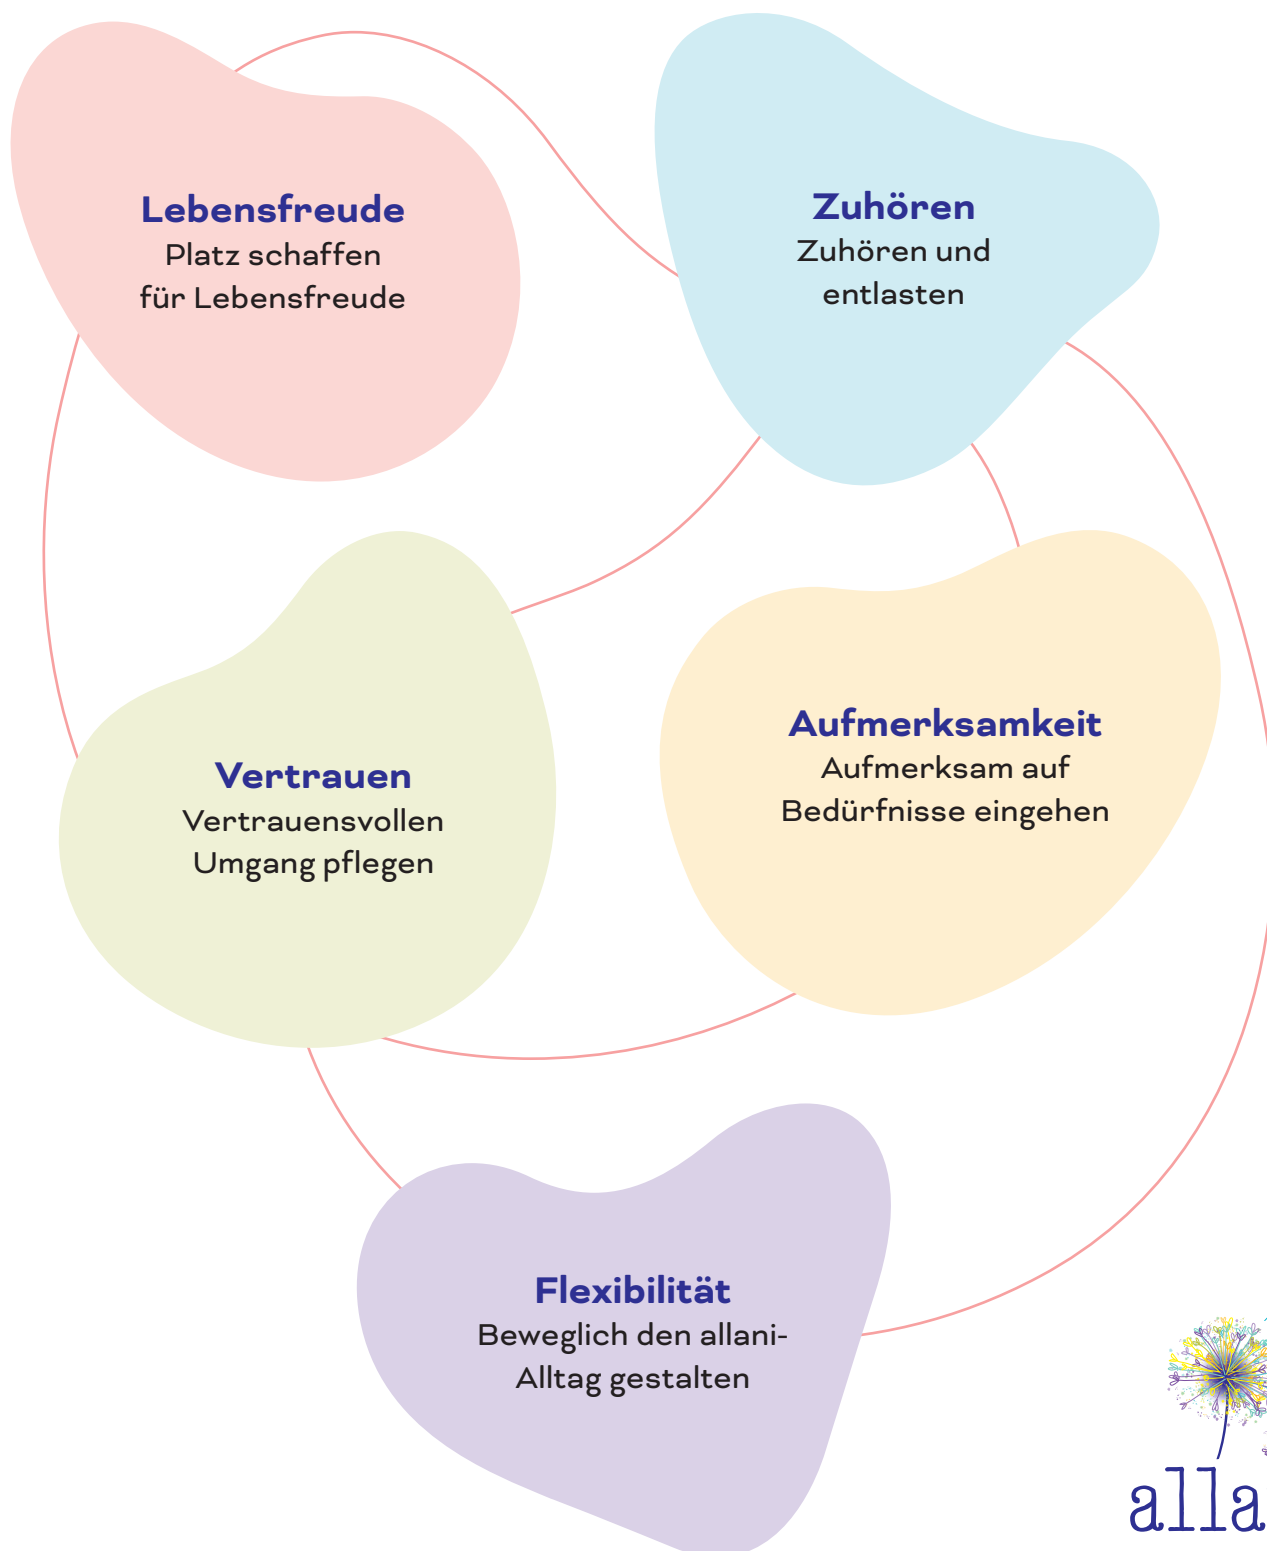 Lebensfreude
Platz schaffen
für Lebensfreude
Zuhören
Zuhören und
entlasten
Vertrauen
Vertrauensvollen
Umgang pflegen
Aufmerksamkeit
Aufmerksam auf
Bedürfnisse eingehen
Flexibilität
Beweglich den allani-
Alltag gestalten
alla